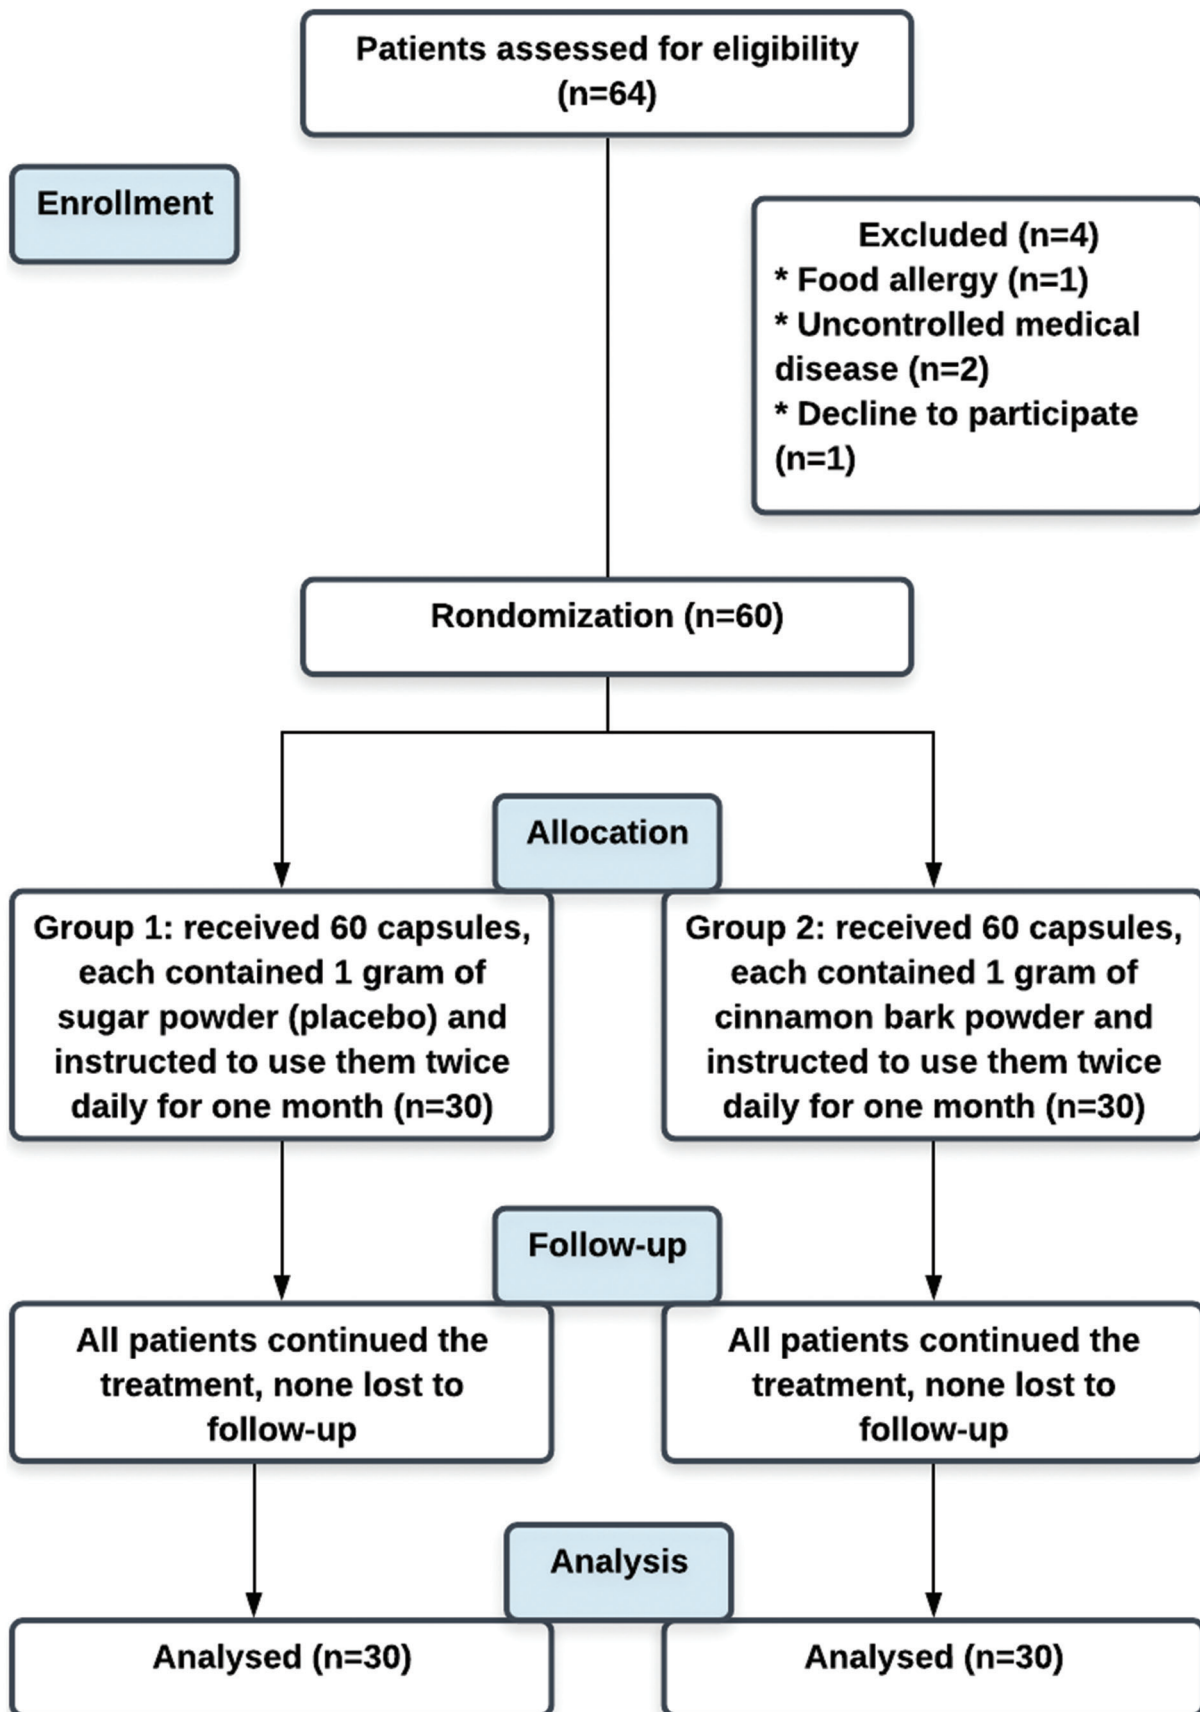 Patients assessed for eligibility
(n=64)
Enrollment
Excluded (n=4)
* Food allergy (n=1)
* Uncontrolled medical
disease (n=2)
* Decline to participate
(n=1)
Rondomization (n=60)
Allocation
Group 1: received 60 capsules,
each contained 1 gram of
sugar powder (placebo) and
instructed to use them twice
daily for one month (n=30)
Group 2: received 60 capsules,
each contained 1 gram of
cinnamon bark powder and
instructed to use them twice
daily for one month (n=30)
Follow-up
All patients continued the
treatment, none lost to
follow-up
All patients continued the
treatment, none lost to
follow-up
Analysis
Analysed (n=30)
Analysed (n=30)